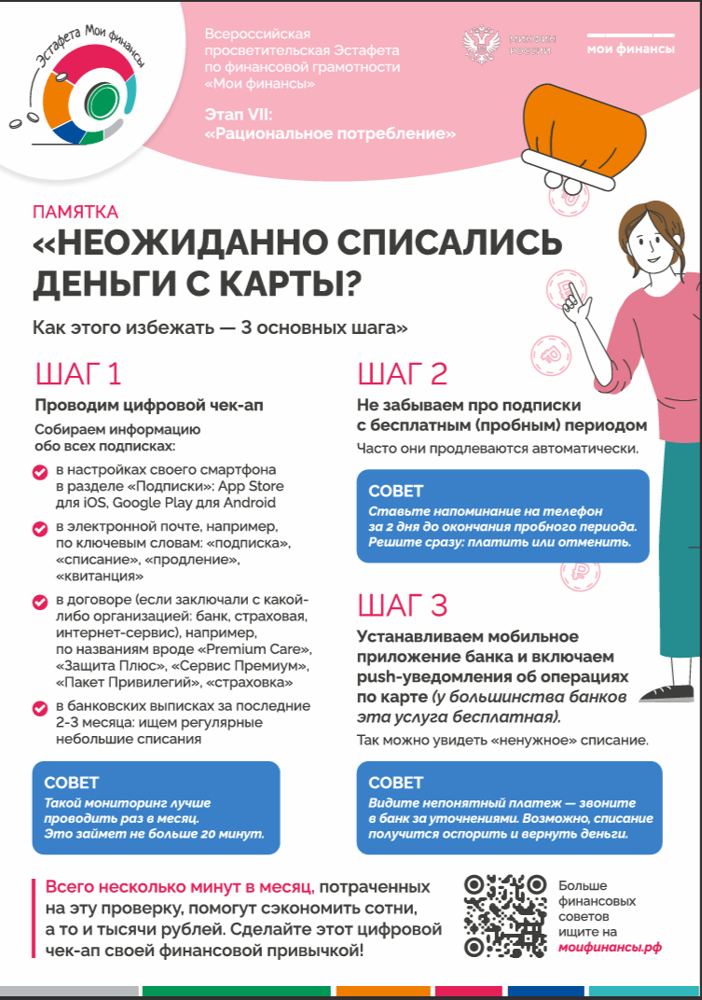 Эстафета Мои финансы
Всероссийская
просветительская Эстафета
по финансовой грамотности
«Мои финансы»
Этап VII:
«Рациональное потребление»
МИНФИН
РОССИИ
мои финансы
ПАМЯТКА
«НЕОЖИДАННО СПИСАЛИСЬ
ДЕНЬГИ С КАРТЫ?
Как этого избежать — 3 основных шага»
ШАГ 1
Проводим цифровой чек-ап
Собираем информацию
обо всех подписках:
в настройках своего смартфона
в разделе «Подписки»: App Store
для iOS, Google Play для Android
в электронной почте, например,
по ключевым словам: «подписка»,
«списание», «продление»,
«квитанция»
в договоре (если заключали с какой-
либо организацией: банк, страховая,
интернет-сервис), например,
по названиям вроде «Premium Care»,
«Защита Плюс», «Сервис Премиум»,
«Пакет Привилегий», «страховка»
в банковских выписках за последние
2-3 месяца: ищем регулярные
небольшие списания
СОВЕТ
Такой мониторинг лучше
проводить раз в месяц.
Это займет не больше 20 минут.
ШАГ 2
Не забываем про подписки
с бесплатным (пробным) периодом
Часто они продлеваются автоматически.
СОВЕТ
Ставьте напоминание на телефон
за 2 дня до окончания пробного периода.
Решите сразу: платить или отменить.
ШАГ 3
Устанавливаем мобильное
приложение банка и включаем
push-уведомления об операциях
по карте (у большинства банков
эта услуга бесплатная).
Так можно увидеть «ненужное» списание.
СОВЕТ
Видите непонятный платеж — звоните
в банк за уточнениями. Возможно, списание
получится оспорить и вернуть деньги.
Всего несколько минут в месяц, потраченных
на эту проверку, помогут сэкономить сотни,
а то и тысячи рублей. Сделайте этот цифровой
чек-ап своей финансовой привычкой!
Больше
финансовых
советов
ищите на
моифинансы.рф